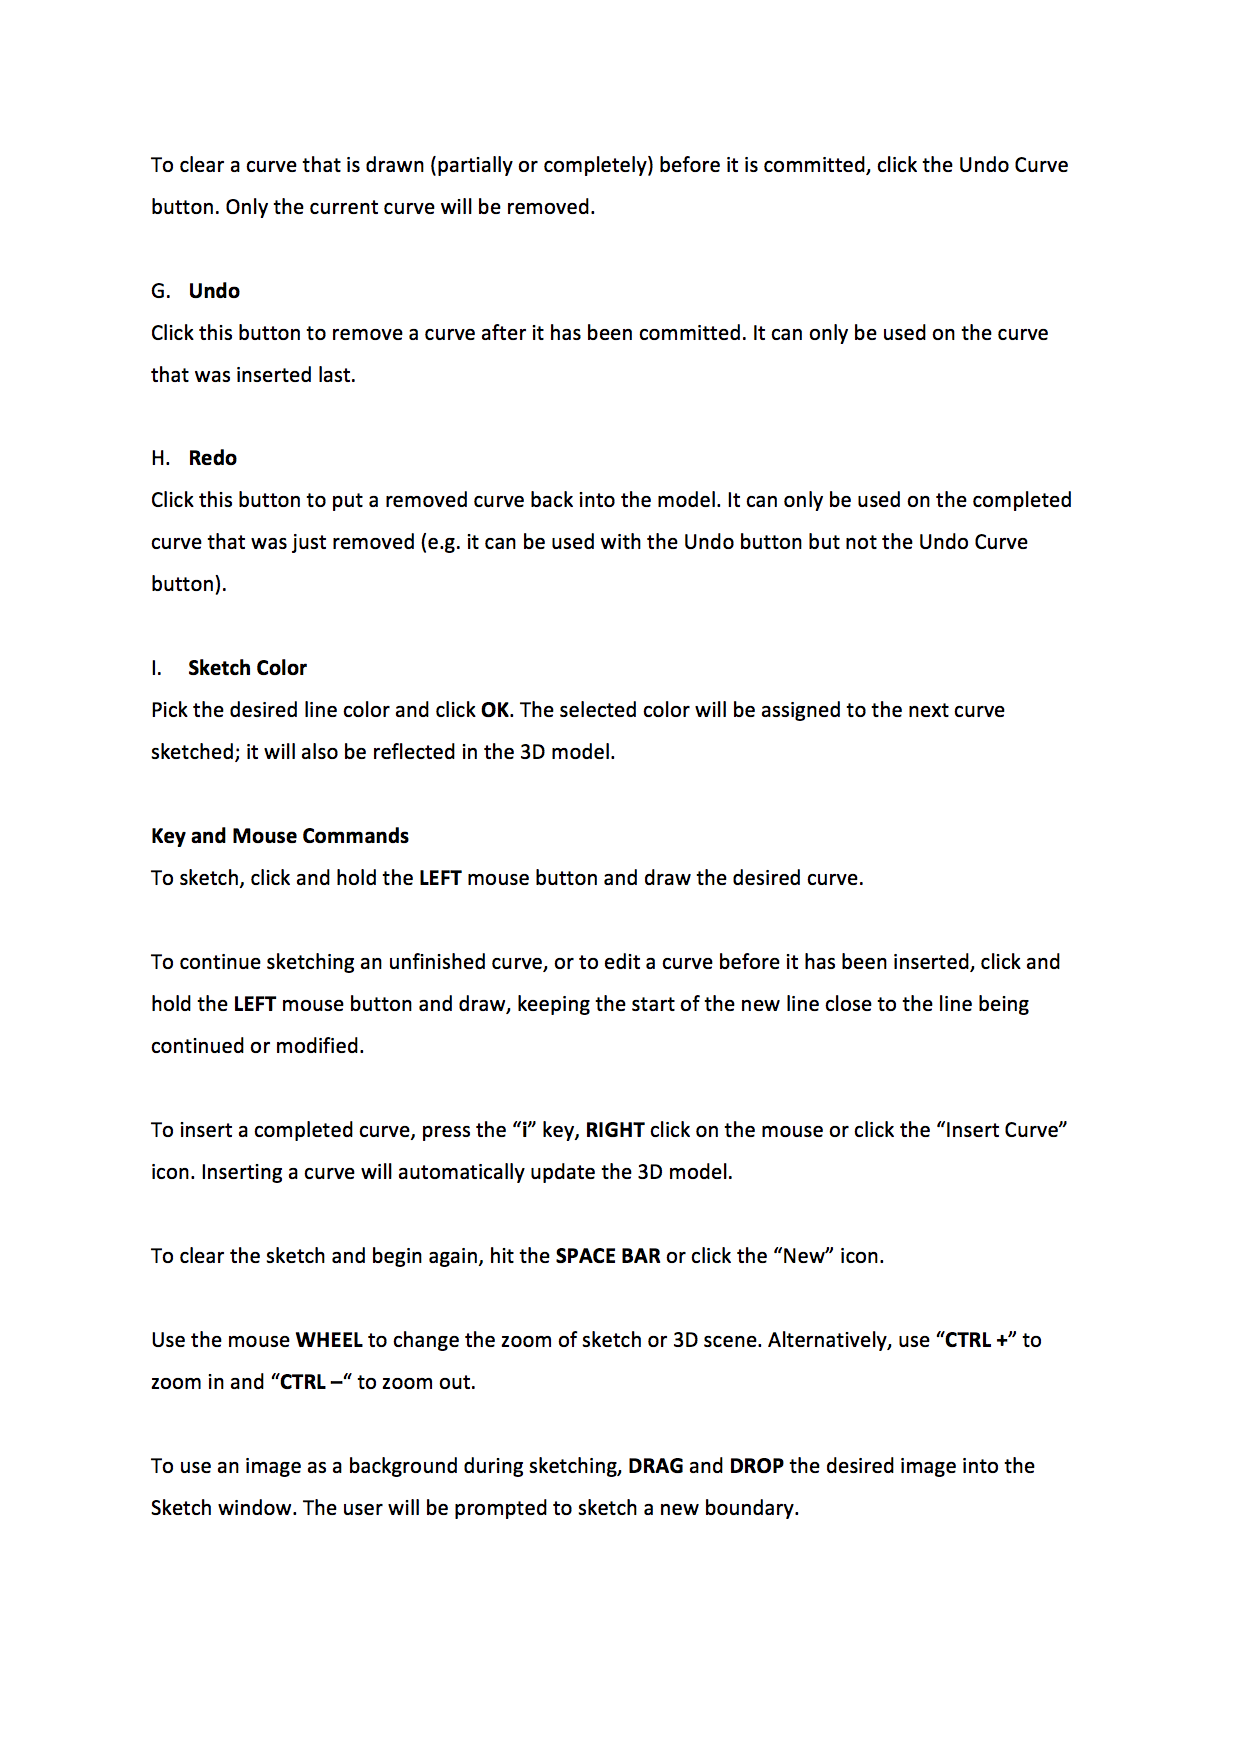 To clear a curve that is drawn (partially or completely) before it is committed, click the Undo Curve
button. Only the current curve will be removed.
G. Undo
Click this button to remove a curve after it has been committed. It can only be used on the curve
that was inserted last.
H. Redo
Click this button to put a removed curve back into the model. It can only be used on the completed
curve that was just removed (e.g. it can be used with the Undo button but not the Undo Curve
button).
I. Sketch Color
Pick the desired line color and click OK. The selected color will be assigned to the next curve
sketched; it will also be reflected in the 3D model.
Key and Mouse Commands
To sketch, click and hold the LEFT mouse button and draw the desired curve.
To continue sketching an unfinished curve, or to edit a curve before it has been inserted, click and
hold the LEFT mouse button and draw, keeping the start of the new line close to the line being
continued or modified.
To insert a completed curve, press the “i” key, RIGHT click on the mouse or click the “Insert Curve”
icon. Inserting a curve will automatically update the 3D model.
To clear the sketch and begin again, hit the SPACE BAR or click the “New” icon.
Use the mouse WHEEL to change the zoom of sketch or 3D scene. Alternatively, use “CTRL +” to
zoom in and “CTRL –“ to zoom out.
To use an image as a background during sketching, DRAG and DROP the desired image into the
Sketch window. The user will be prompted to sketch a new boundary.